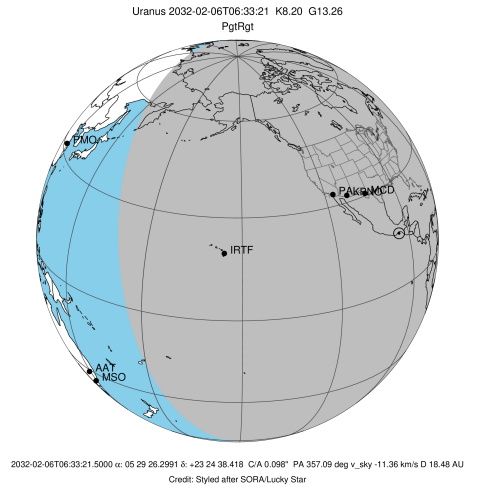 Uranus 2032-02-06T06:33:21  K8.20  G13.26
PgtRgt
PMO
MCD
IRTF
AAT
MSO
2032-02-06T06:33:21.5000 α: 05 29 26.2991 δ: +23 24 38.418  C/A 0.098"  PA 357.09 deg v_sky -11.36 km/s D 18.48 AU
Credit: Styled after SORA/Lucky Star